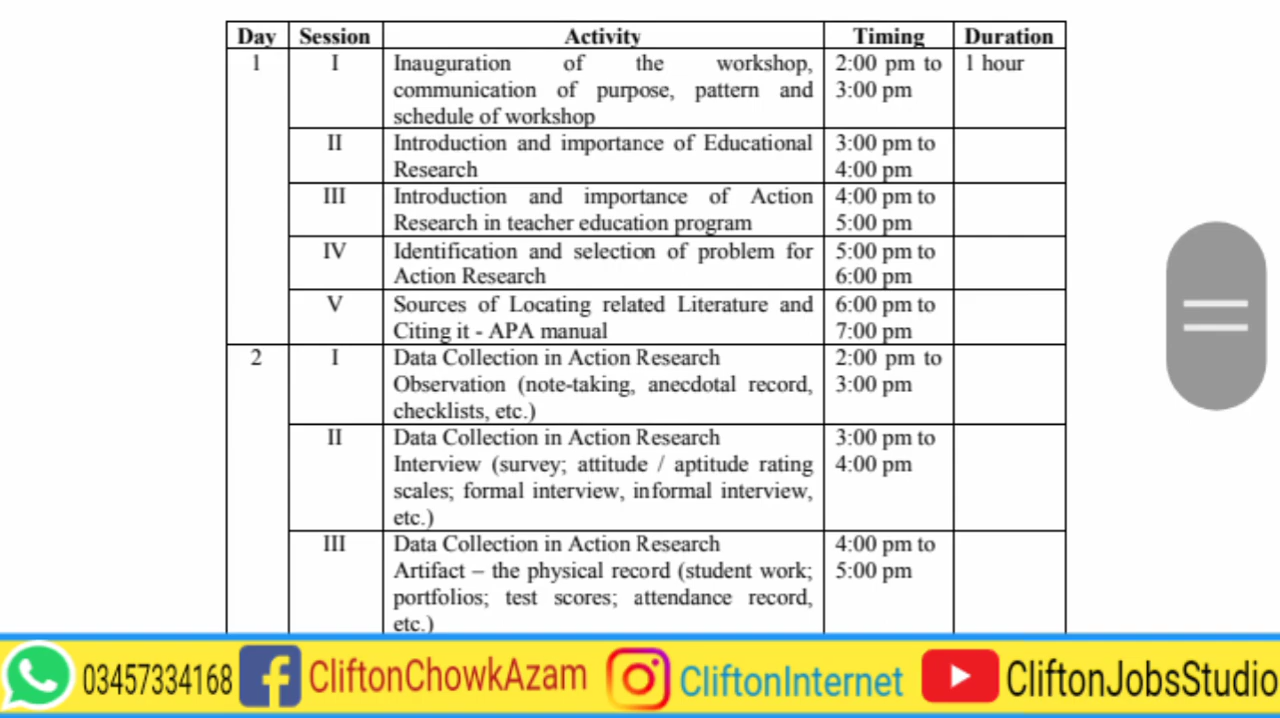 Day Session Activity Timing Duration
1 I Inauguration of the workshop, 2:00 pm to 1 hour
communication of purpose, pattern and 3:00 pm
schedule of workshop
II Introduction and importance of Educational 3:00 pm to
Research 4:00 pm
III Introduction and importance of Action 4:00 pm to
Research in teacher education program 5:00 pm
IV Identification and selection of problem for 5:00 pm to
Action Research 6:00 pm
V Sources of Locating related Literature and 6:00 pm to
Citing it - APA manual 7:00 pm
2 I Data Collection in Action Research 2:00 pm to
Observation (note-taking, anecdotal record, 3:00 pm
checklists, etc.)
II Data Collection in Action Research 3:00 pm to
Interview (survey; attitude / aptitude rating 4:00 pm
scales; formal interview, informal interview,
etc.)
III Data Collection in Action Research 4:00 pm to
Artifact – the physical record (student work; 5:00 pm
portfolios; test scores; attendance record,
etc.)
03457334168 CliftonChowkAzam CliftonInternet CliftonJobsStudio